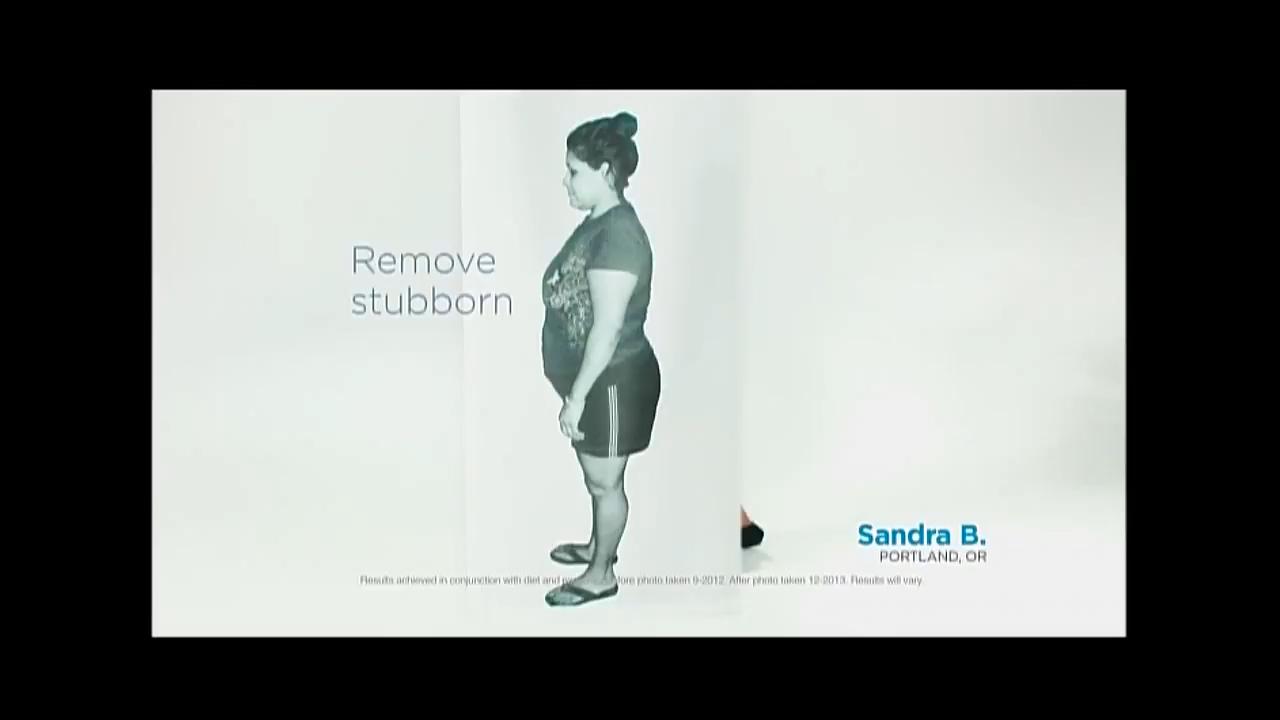 Remove
stubborn
Sandra B.
PORTLAND, OR
Results achieved in conjunction with diet and photo taken 9-2012. After photo taken 12-2013. Results will vary.